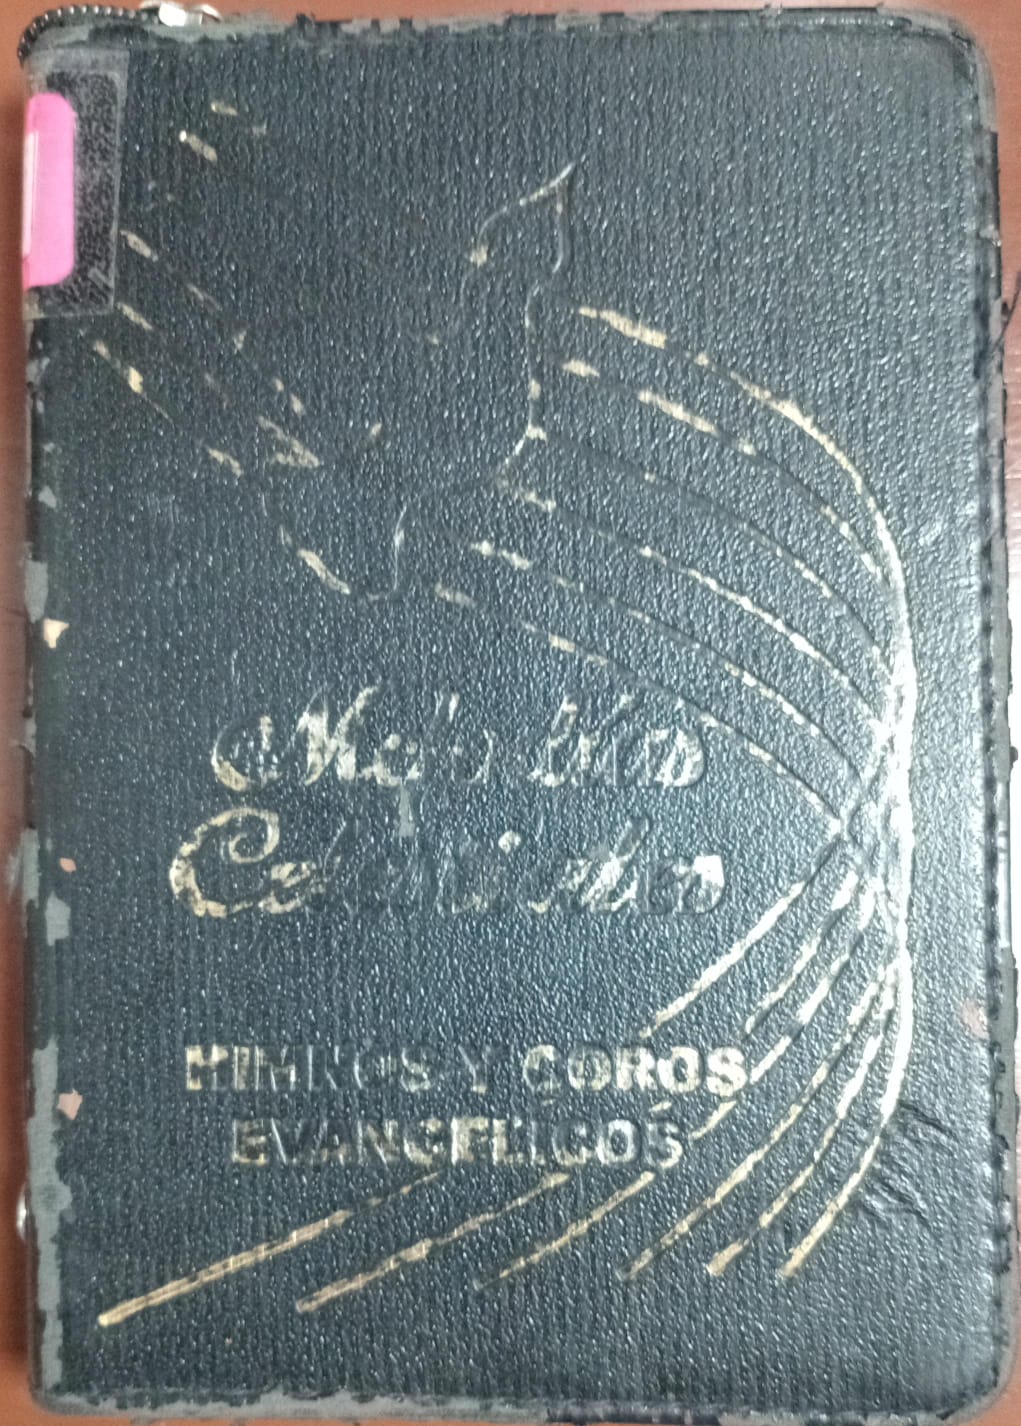 Melodías
Celestiales
HIMNOS Y COROS
EVANGELICOS